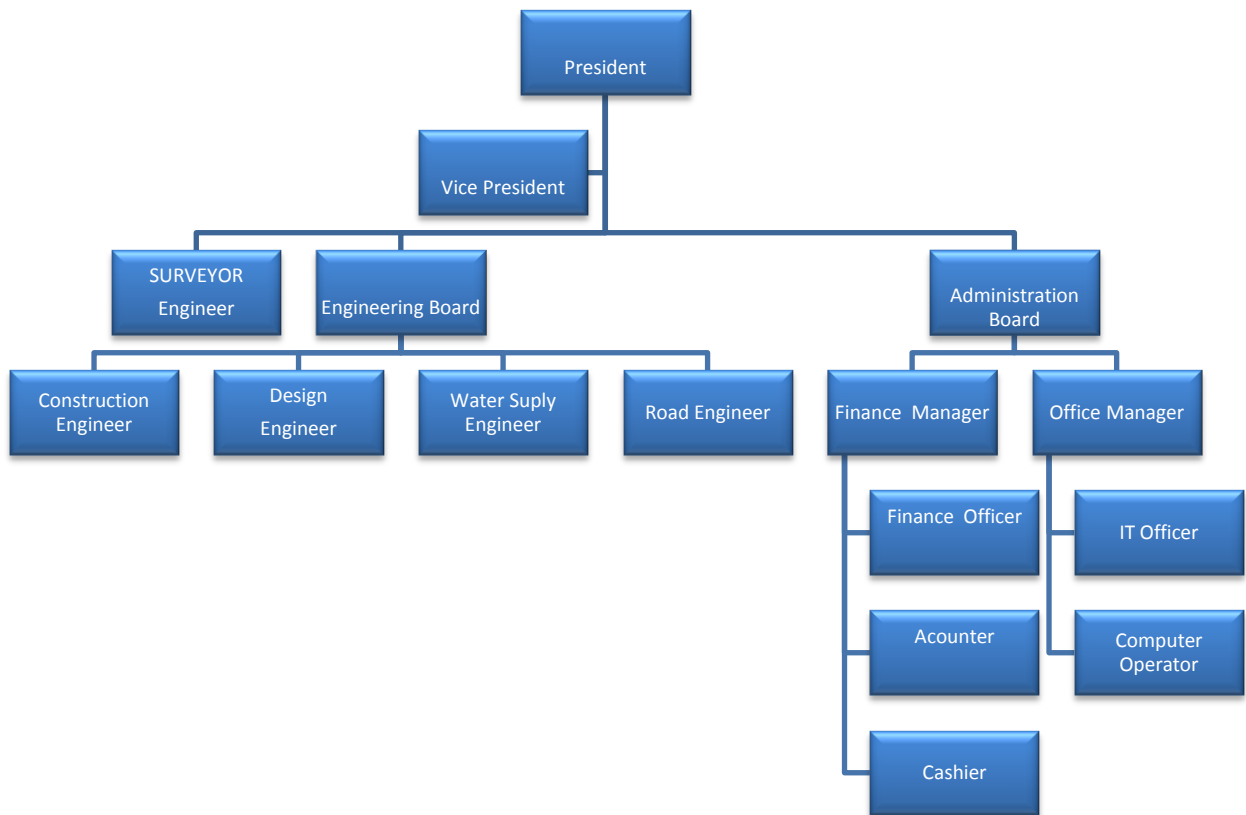 President
Vice President
SURVEYOR
Engineer
Engineering Board
Administration
Board
Construction
Engineer
Design
Engineer
Water Suply
Engineer
Road Engineer
Finance Manager
Office Manager
Finance Officer
IT Officer
Acounter
Computer
Operator
Cashier